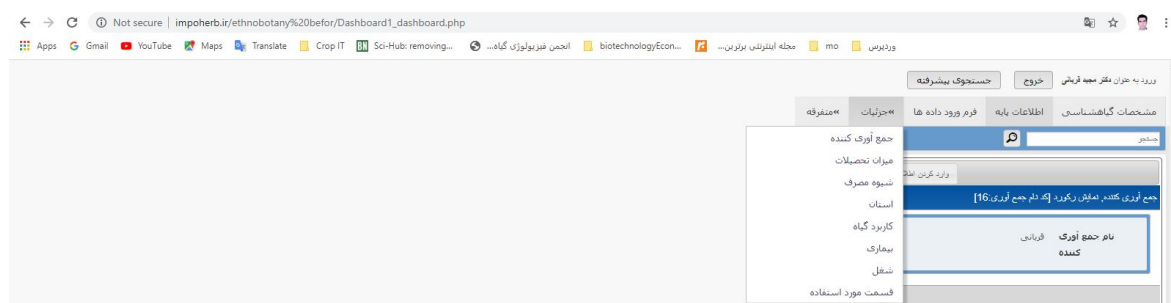 Not secure | impoherb.ir/ethnobotany%20befor/Dashboard1_dashboard.php
Apps Gmail YouTube Maps Translate Crop IT Sci-Hub: removing... انجمن فیزیولوژی گیاه... biotechnologyEcon... مجله اینترنتی برترین... mo وردپرس
ورود به عنوان دکتر مجید قربانی خروج جستجوی پیشرفته
مشخصات گیاهشناسی اطلاعات پایه فرم ورود داده ها »جزئیات »متفرقه
جستجو
جمع آوری کننده
میزان تحصیلات
شیوه مصرف
استان
کاربرد گیاه
بیماری
شغل
قسمت مورد استفاده
وارد کردن اطلا
جمع آوری کننده, نمایش رکورد [کد نام جمع آوری:16]
نام جمع آوری کننده قربانی